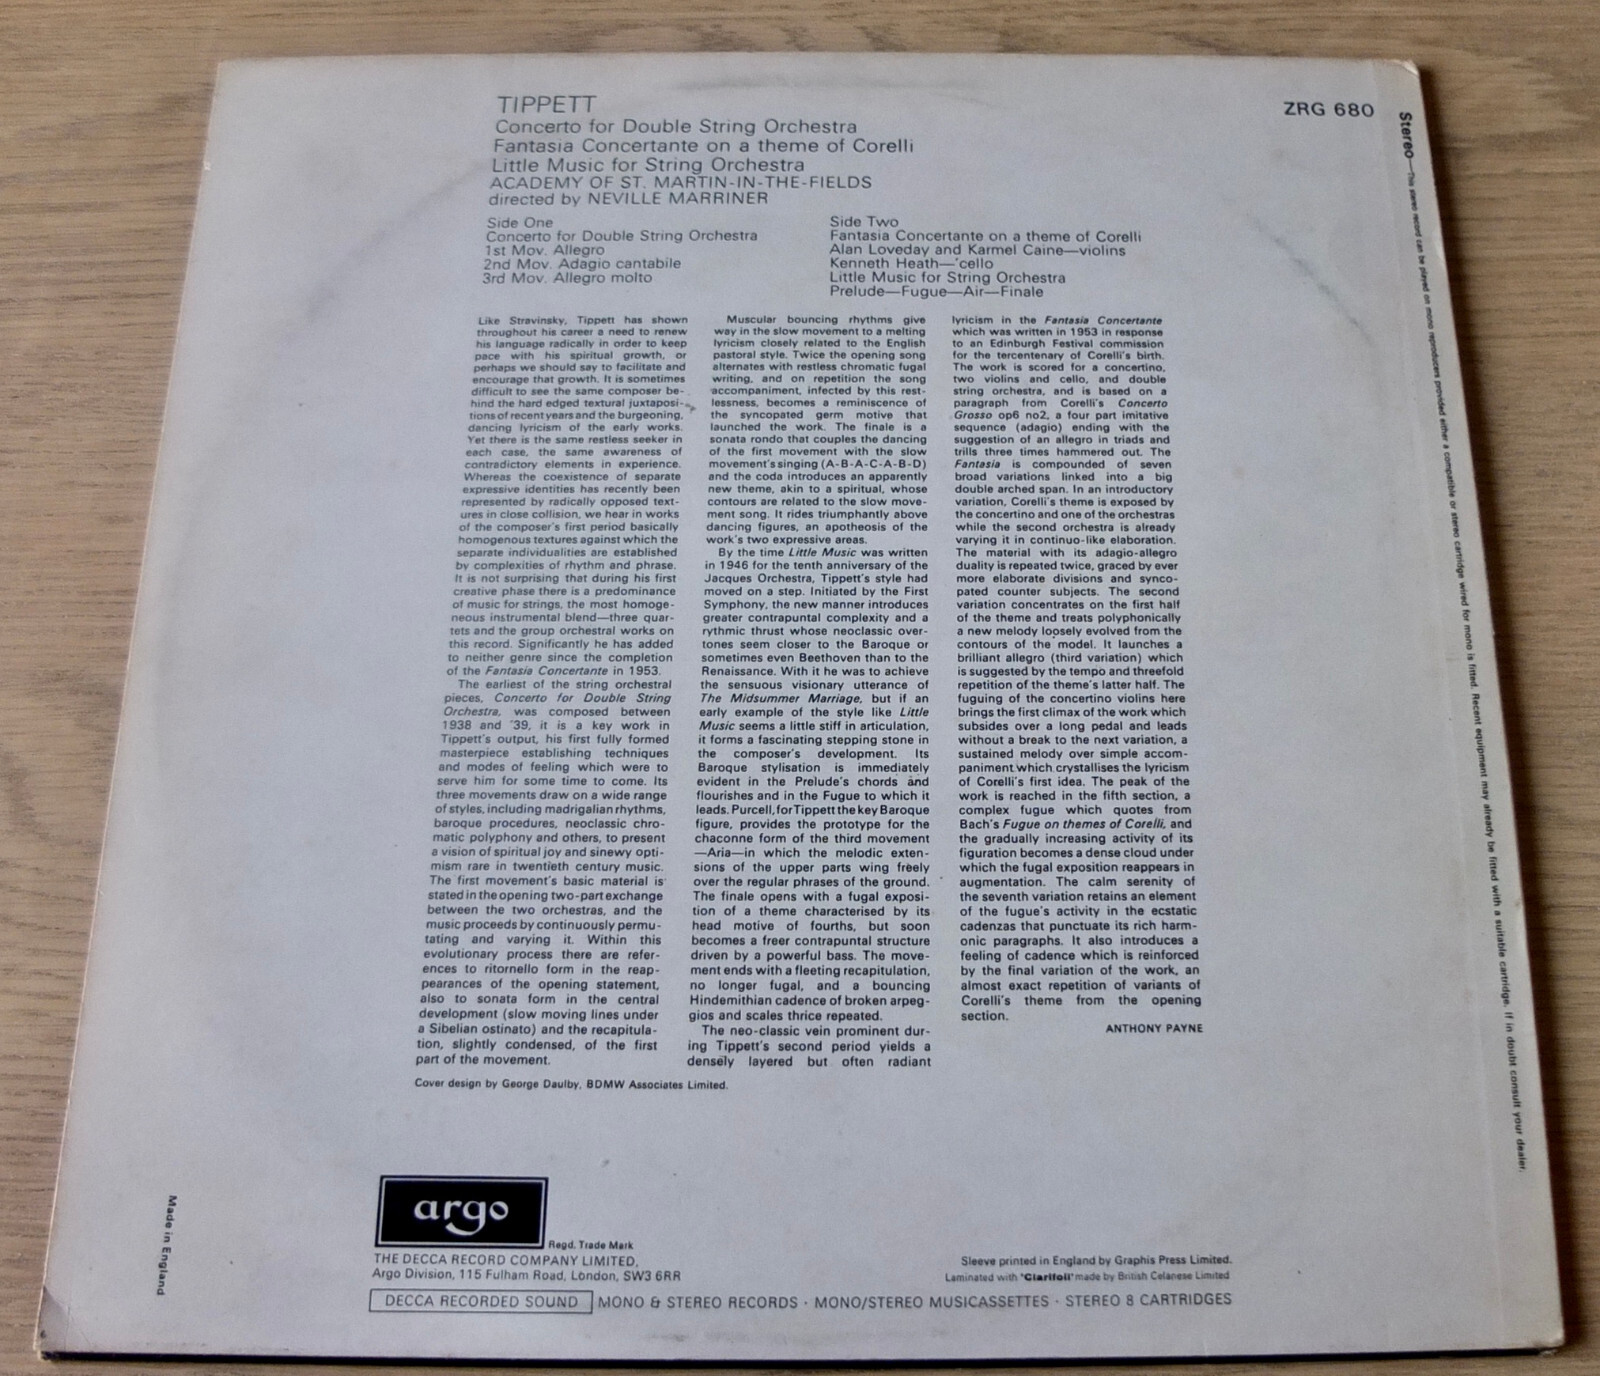 TIPPETT
Concerto for Double String Orchestra
Fantasia Concertante on a theme of Corelli
Little Music for String Orchestra
ACADEMY OF ST. MARTIN-IN-THE-FIELDS
directed by NEVILLE MARRINER
ZRG 680
Side One
Concerto for Double String Orchestra
1st Mov. Allegro
2nd Mov. Adagio cantabile
3rd Mov. Allegro molto
Side Two
Fantasia Concertante on a theme of Corelli
Alan Loveday and Karmel Caine—violins
Kenneth Heath—'cello
Little Music for String Orchestra
Prelude—Fugue—Air—Finale
Like Stravinsky, Tippett has shown
throughout his career a need to renew
his language radically in order to keep
pace with his spiritual growth, or
perhaps we should say to facilitate and
encourage that growth. It is sometimes
difficult to see the same composer be-
hind the hard edged textural juxtaposi-
tions of recent years and the burgeoning,
dancing lyricism of the early works.
Yet there is the same restless seeker in
each case, the same awareness of
contradictory elements in experience.
Whereas the coexistence of separate
expressive identities has recently been
represented by radically opposed text-
ures in close collision, we hear in works
of the composer's first period basically
homogenous textures against which the
separate individualities are established
by complexities of rhythm and phrase.
It is not surprising that during his first
creative phase there is a predominance
of music for strings, the most homoge-
neous instrumental blend—three quar-
tets and the group orchestral works on
this record. Significantly he has added
to neither genre since the completion
of the Fantasia Concertante in 1953.
The earliest of the string orchestral
pieces, Concerto for Double String
Orchestra, was composed between
1938 and '39, it is a key work in
Tippett's output, his first fully formed
masterpiece establishing techniques
and modes of feeling which were to
serve him for some time to come. Its
three movements draw on a wide range
of styles, including madrigalian rhythms,
baroque procedures, neoclassic chro-
matic polyphony and others, to present
a vision of spiritual joy and sinewy opti-
mism rare in twentieth century music.
The first movement's basic material is
stated in the opening two-part exchange
between the two orchestras, and the
music proceeds by continuously permu-
tating and varying it. Within this
evolutionary process there are refer-
ences to ritornello form in the reap-
pearances of the opening statement,
also to sonata form in the central
development (slow moving lines under
a Sibelian ostinato) and the recapitula-
tion, slightly condensed, of the first
part of the movement.
Muscular bouncing rhythms give
way in the slow movement to a melting
lyricism closely related to the English
pastoral style. Twice the opening song
alternates with restless chromatic fugal
writing, and on repetition the song
accompaniment, infected by this rest-
lessness, becomes a reminiscence of
the syncopated germ motive that
launched the work. The finale is a
sonata rondo that couples the dancing
of the first movement with the slow
movement's singing (A-B-A-C-A-B-D)
and the coda introduces an apparently
new theme, akin to a spiritual, whose
contours are related to the slow move-
ment song. It rides triumphantly above
dancing figures, an apotheosis of the
work's two expressive areas.
By the time Little Music was written
in 1946 for the tenth anniversary of the
Jacques Orchestra, Tippett's style had
moved on a step. Initiated by the First
Symphony, the new manner introduces
greater contrapuntal complexity and a
rythmic thrust whose neoclassic over-
tones seem closer to the Baroque or
sometimes even Beethoven than to the
Renaissance. With it he was to achieve
the sensuous visionary utterance of
The Midsummer Marriage, but if an
early example of the style like Little
Music seems a little stiff in articulation,
it forms a fascinating stepping stone in
the composer's development. Its
Baroque stylisation is immediately
evident in the Prelude's chords and
flourishes and in the Fugue to which it
leads. Purcell, for Tippett the key Baroque
figure, provides the prototype for the
chaconne form of the third movement
—Aria—in which the melodic exten-
sions of the upper parts wing freely
over the regular phrases of the ground.
The finale opens with a fugal exposi-
tion of a theme characterised by its
head motive of fourths, but soon
becomes a freer contrapuntal structure
driven by a powerful bass. The move-
ment ends with a fleeting recapitulation,
no longer fugal, and a bouncing
Hindemithian cadence of broken arpeg-
gios and scales thrice repeated.
The neo-classic vein prominent dur-
ing Tippett's second period yields a
densely layered but often radiant
lyricism in the Fantasia Concertante
which was written in 1953 in response
to an Edinburgh Festival commission
for the tercentenary of Corelli's birth.
The work is scored for a concertino,
two violins and cello, and double
string orchestra, and is based on a
paragraph from Corelli's Concerto
Grosso op6 no2, a four part imitative
sequence (adagio) ending with the
suggestion of an allegro in triads and
trills three times hammered out. The
Fantasia is compounded of seven
broad variations linked into a big
double arched span. In an introductory
variation, Corelli's theme is exposed by
the concertino and one of the orchestras
while the second orchestra is already
varying it in continuo-like elaboration.
The material with its adagio-allegro
duality is repeated twice, graced by ever
more elaborate divisions and synco-
pated counter subjects. The second
variation concentrates on the first half
of the theme and treats polyphonically
a new melody loosely evolved from the
contours of the model. It launches a
brilliant allegro (third variation) which
is suggested by the tempo and threefold
repetition of the theme's latter half. The
fuguing of the concertino violins here
brings the first climax of the work which
subsides over a long pedal and leads
without a break to the next variation, a
sustained melody over simple accom-
paniment which crystallises the lyricism
of Corelli's first idea. The peak of the
work is reached in the fifth section, a
complex fugue which quotes from
Bach's Fugue on themes of Corelli, and
the gradually increasing activity of its
figuration becomes a dense cloud under
which the fugal exposition reappears in
augmentation. The calm serenity of
the seventh variation retains an element
of the fugue's activity in the ecstatic
cadenzas that punctuate its rich harm-
onic paragraphs. It also introduces a
feeling of cadence which is reinforced
by the final variation of the work, an
almost exact repetition of variants of
Corelli's theme from the opening
section.
ANTHONY PAYNE
Cover design by George Daulby, BDMW Associates Limited.
Stereo—This stereo record can be played on mono reproducers provided either a compatible or stereo cartridge wired for mono is fitted. Recent equipment may already be fitted with a suitable cartridge. If in doubt consult your dealer.
Made in England
argo
Regd. Trade Mark
THE DECCA RECORD COMPANY LIMITED,
Argo Division, 115 Fulham Road, London, SW3 6RR
Sleeve printed in England by Graphis Press Limited.
Laminated with 'Clarifoil' made by British Celanese Limited
DECCA RECORDED SOUND MONO & STEREO RECORDS · MONO/STEREO MUSICASSETTES · STEREO 8 CARTRIDGES